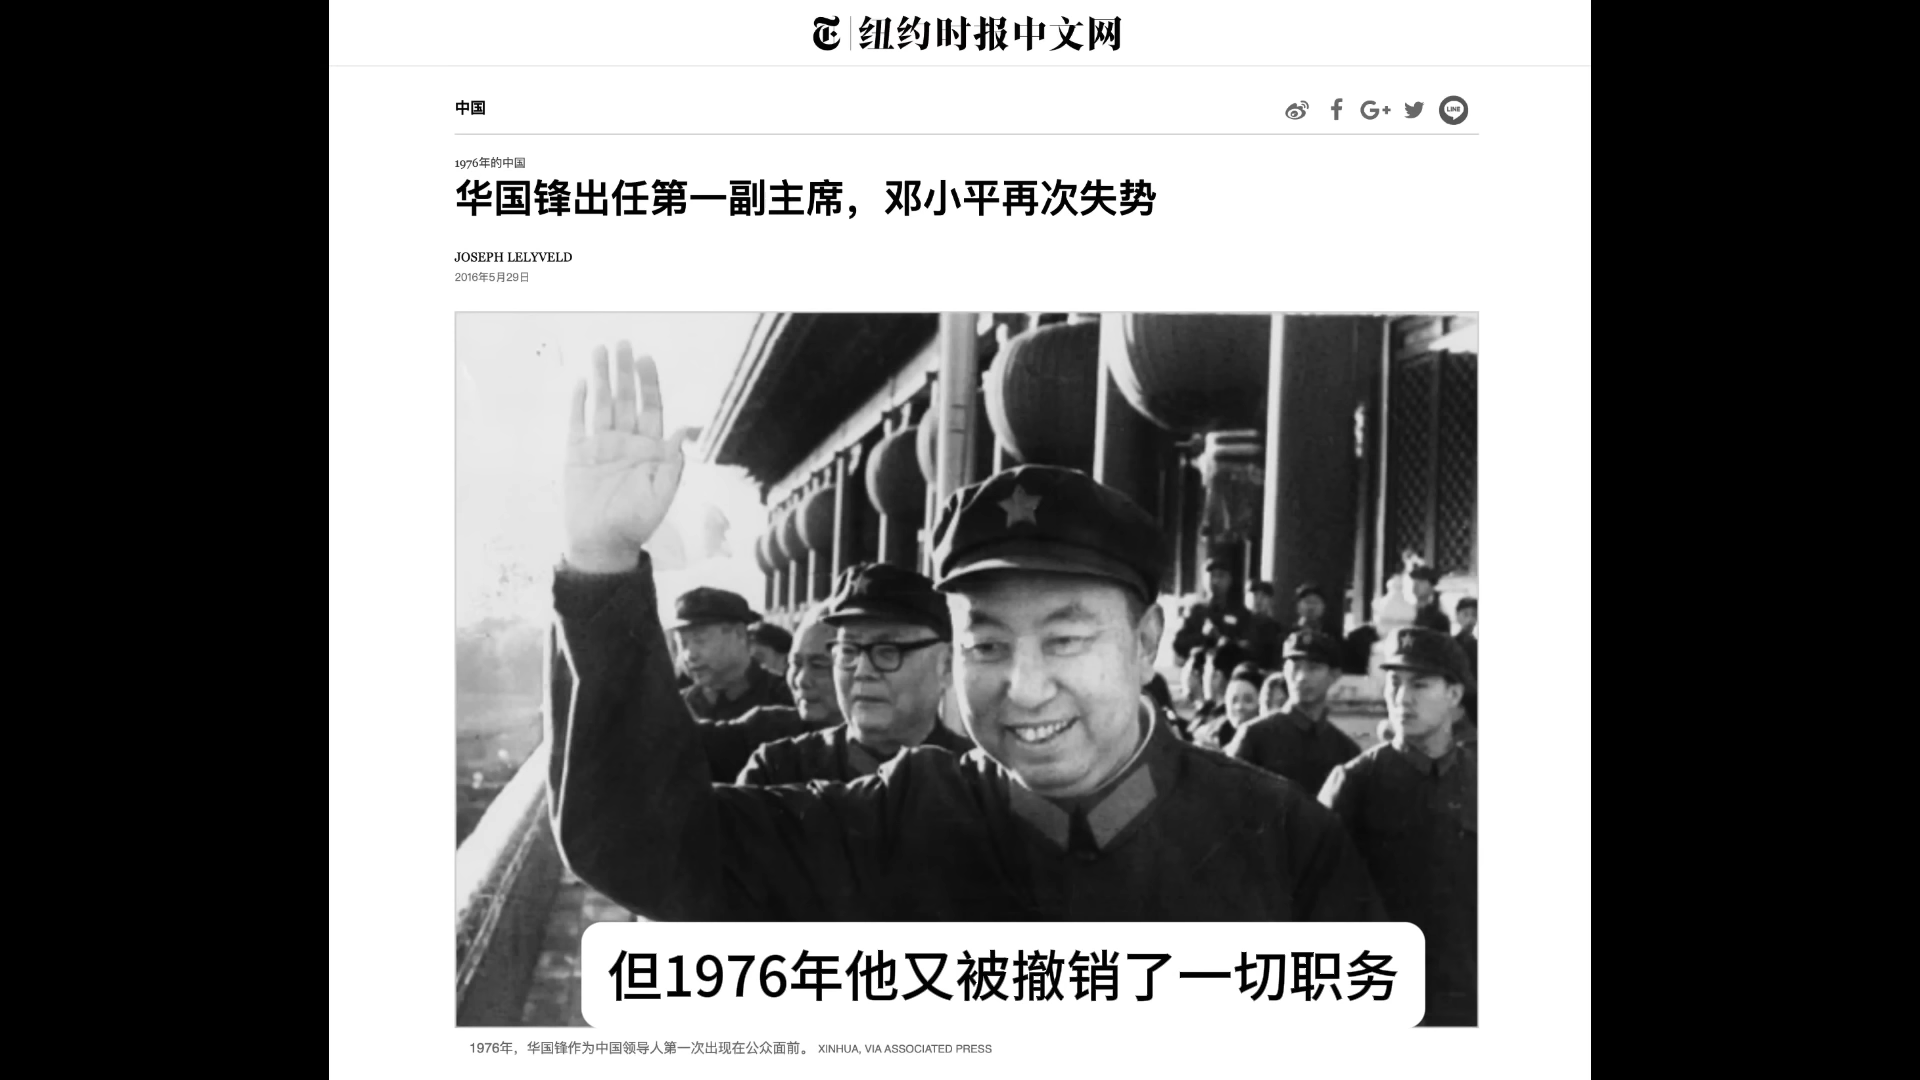 纽约时报中文网
中国
LINE
1976年的中国
华国锋出任第一副主席，邓小平再次失势
JOSEPH LELYVELD
2016年5月29日
但1976年他又被撤销了一切职务
1976年，华国锋作为中国领导人第一次出现在公众面前。 XINHUA, VIA ASSOCIATED PRESS